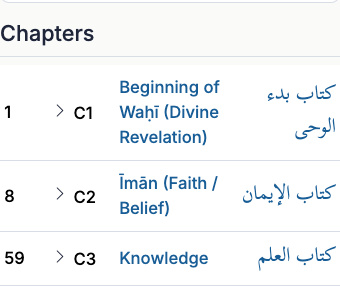 Chapters
Beginning of
كتاب بدء
1 > C1 Waḥī (Divine
الوحى
Revelation)
Īmān (Faith /
8 > C2 كتاب الإيمان
Belief)
59 > C3 Knowledge كتاب العلم